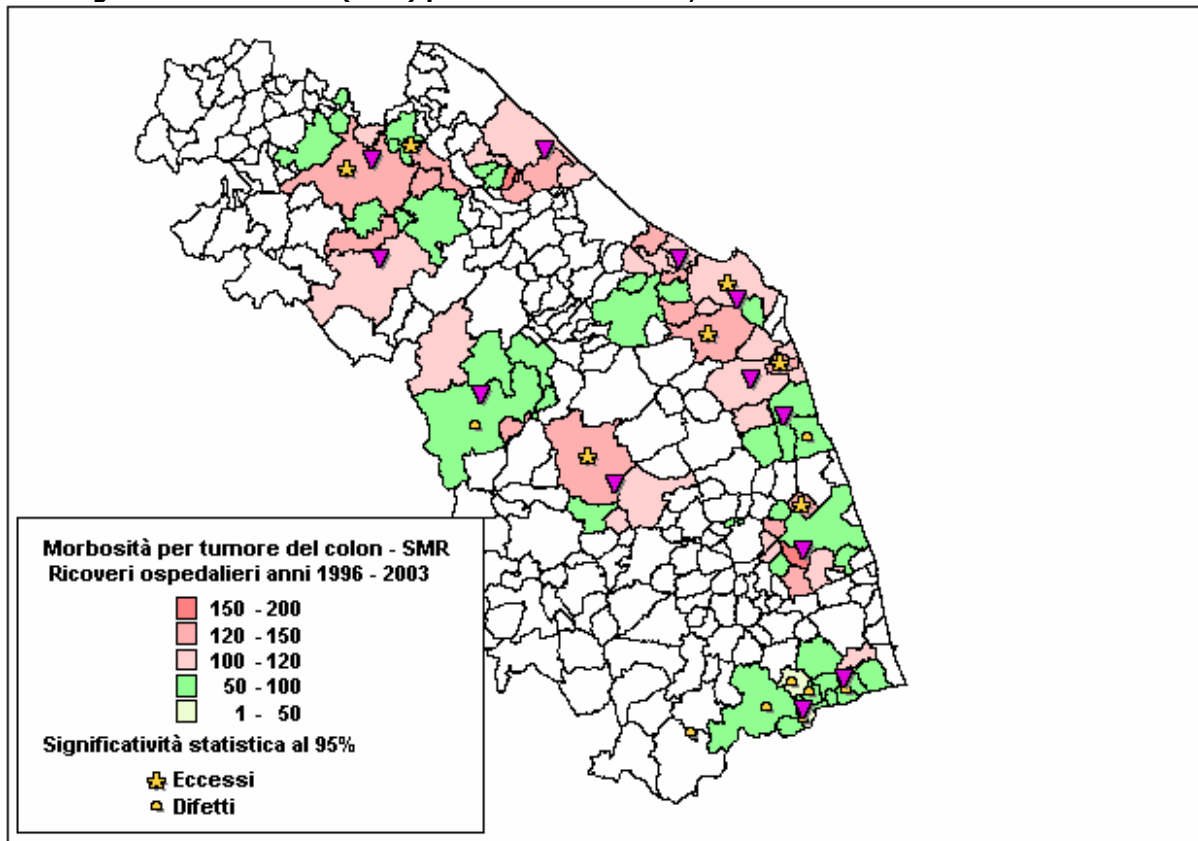 Morbosità per tumore del colon - SMR
Ricoveri ospedalieri anni 1996 - 2003
150 - 200
120 - 150
100 - 120
50 - 100
1 - 50
Significatività statistica al 95%
Eccessi
Difetti